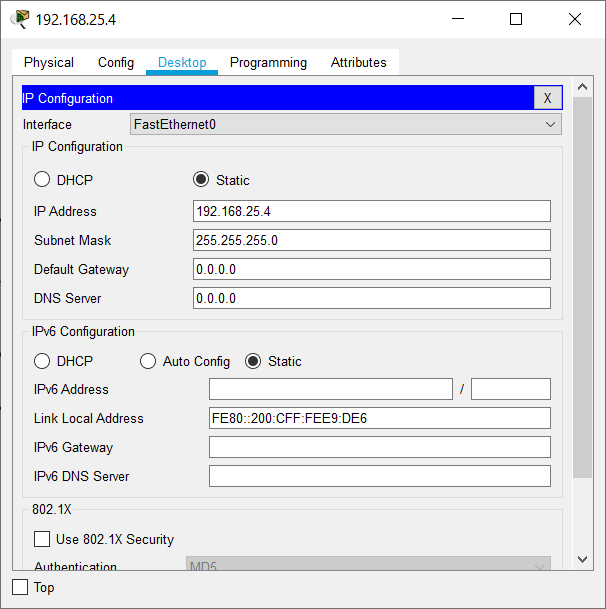 192.168.25.4
Physical Config Desktop Programming Attributes
IP Configuration X
Interface FastEthernet0
IP Configuration
DHCP Static
IP Address 192.168.25.4
Subnet Mask 255.255.255.0
Default Gateway 0.0.0.0
DNS Server 0.0.0.0
IPv6 Configuration
DHCP Auto Config Static
IPv6 Address /
Link Local Address FE80::200:CFF:FEE9:DE6
IPv6 Gateway
IPv6 DNS Server
802.1X
Use 802.1X Security
Authentication MD5
Top